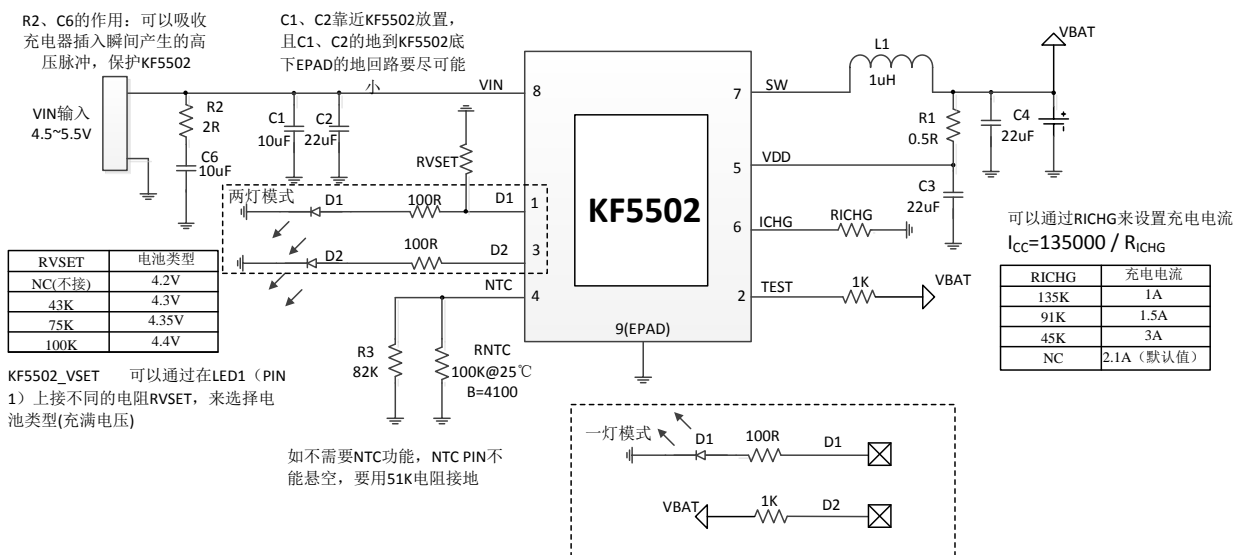 R2、C6的作用：可以吸收
充电器插入瞬间产生的高
压脉冲，保护KF5502
C1、C2靠近KF5502放置，
且C1、C2的地到KF5502底
下EPAD的地回路要尽可能
小
VIN输入
4.5~5.5V
R2
2R
C6
10uF
C1
10uF
C2
22uF
VIN
8
RVSET
两灯模式
D1
100R
D1
1
D2
100R
D2
3
NTC
4
R3
82K
RNTC
100K@25℃
B=4100
KF5502
9(EPAD)
7
SW
L1
1uH
VBAT
R1
0.5R
C4
22uF
5
VDD
C3
22uF
6
ICHG
RICHG
2
TEST
1K
VBAT
RVSET 电池类型
NC(不接) 4.2V
43K 4.3V
75K 4.35V
100K 4.4V
KF5502_VSET 可以通过在LED1（PIN
1）上接不同的电阻RVSET，来选择电
池类型(充满电压)
可以通过RICHG来设置充电电流
ICC=135000 / RICHG
RICHG 充电电流
135K 1A
91K 1.5A
45K 3A
NC 2.1A（默认值）
如不需要NTC功能，NTC PIN不
能悬空，要用51K电阻接地
一灯模式
D1
100R
D1
VBAT
1K
D2